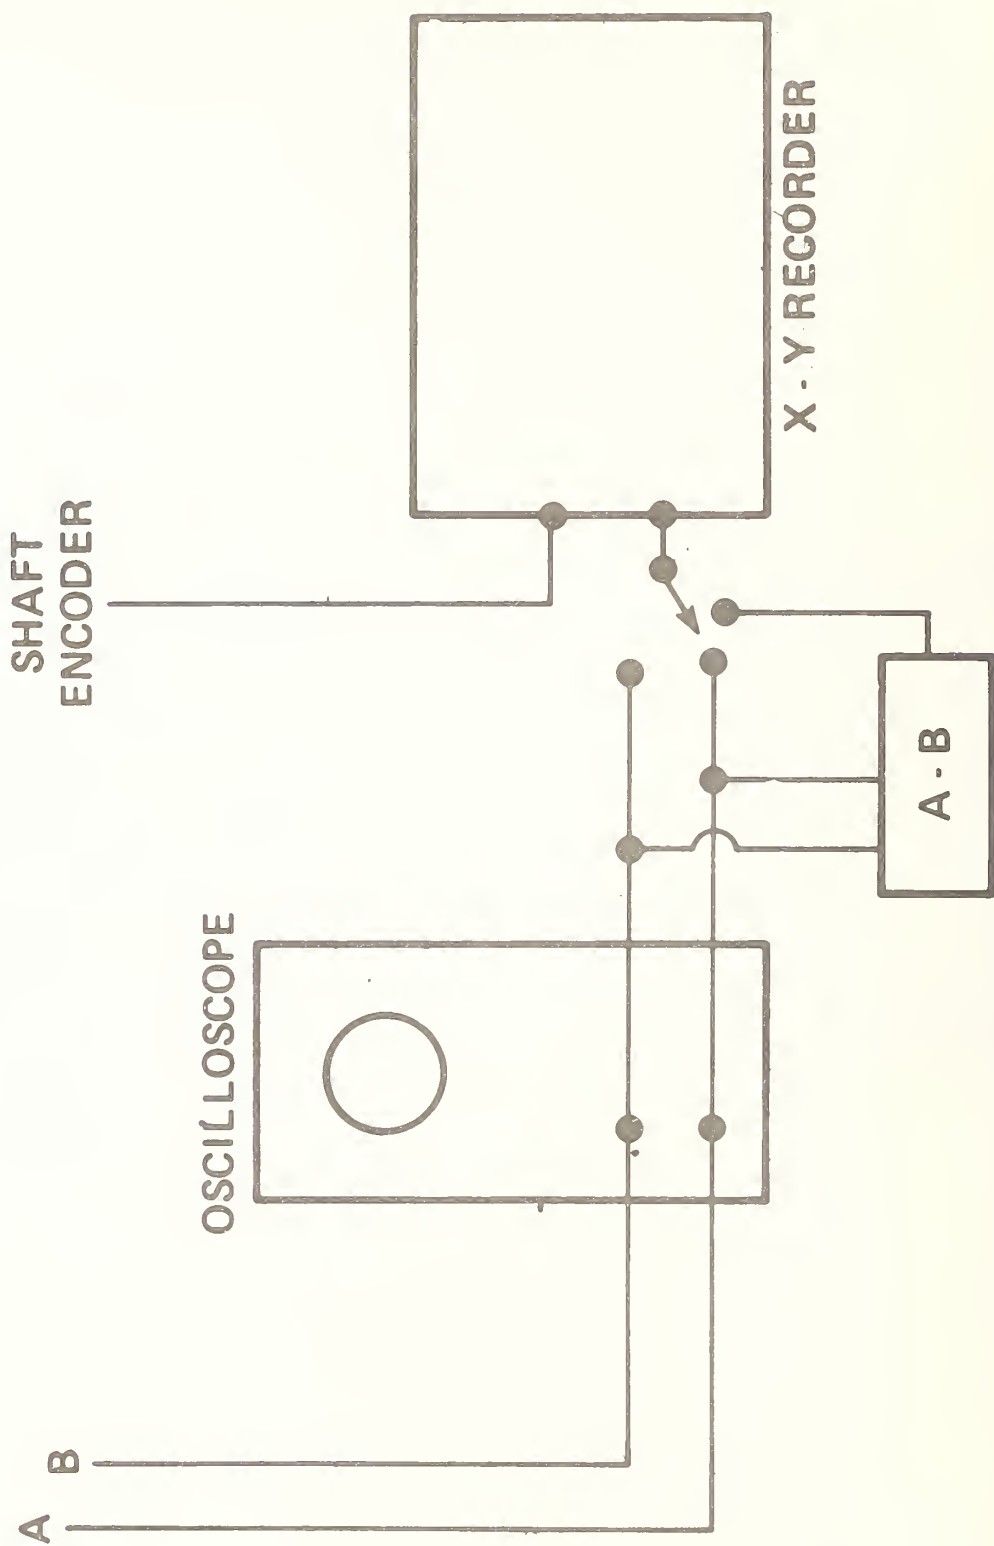 A
B
OSCILLOSCOPE
SHAFT
ENCODER
A - B
X - Y RECORDER